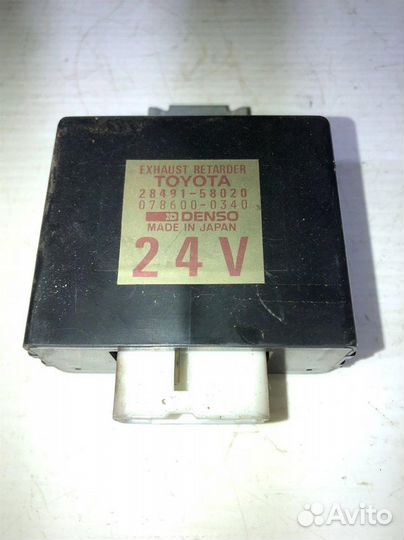 EXHAUST RETARDER
TOYOTA
28491-58020
078600-0340
DENSO
MADE IN JAPAN
24V
Avito